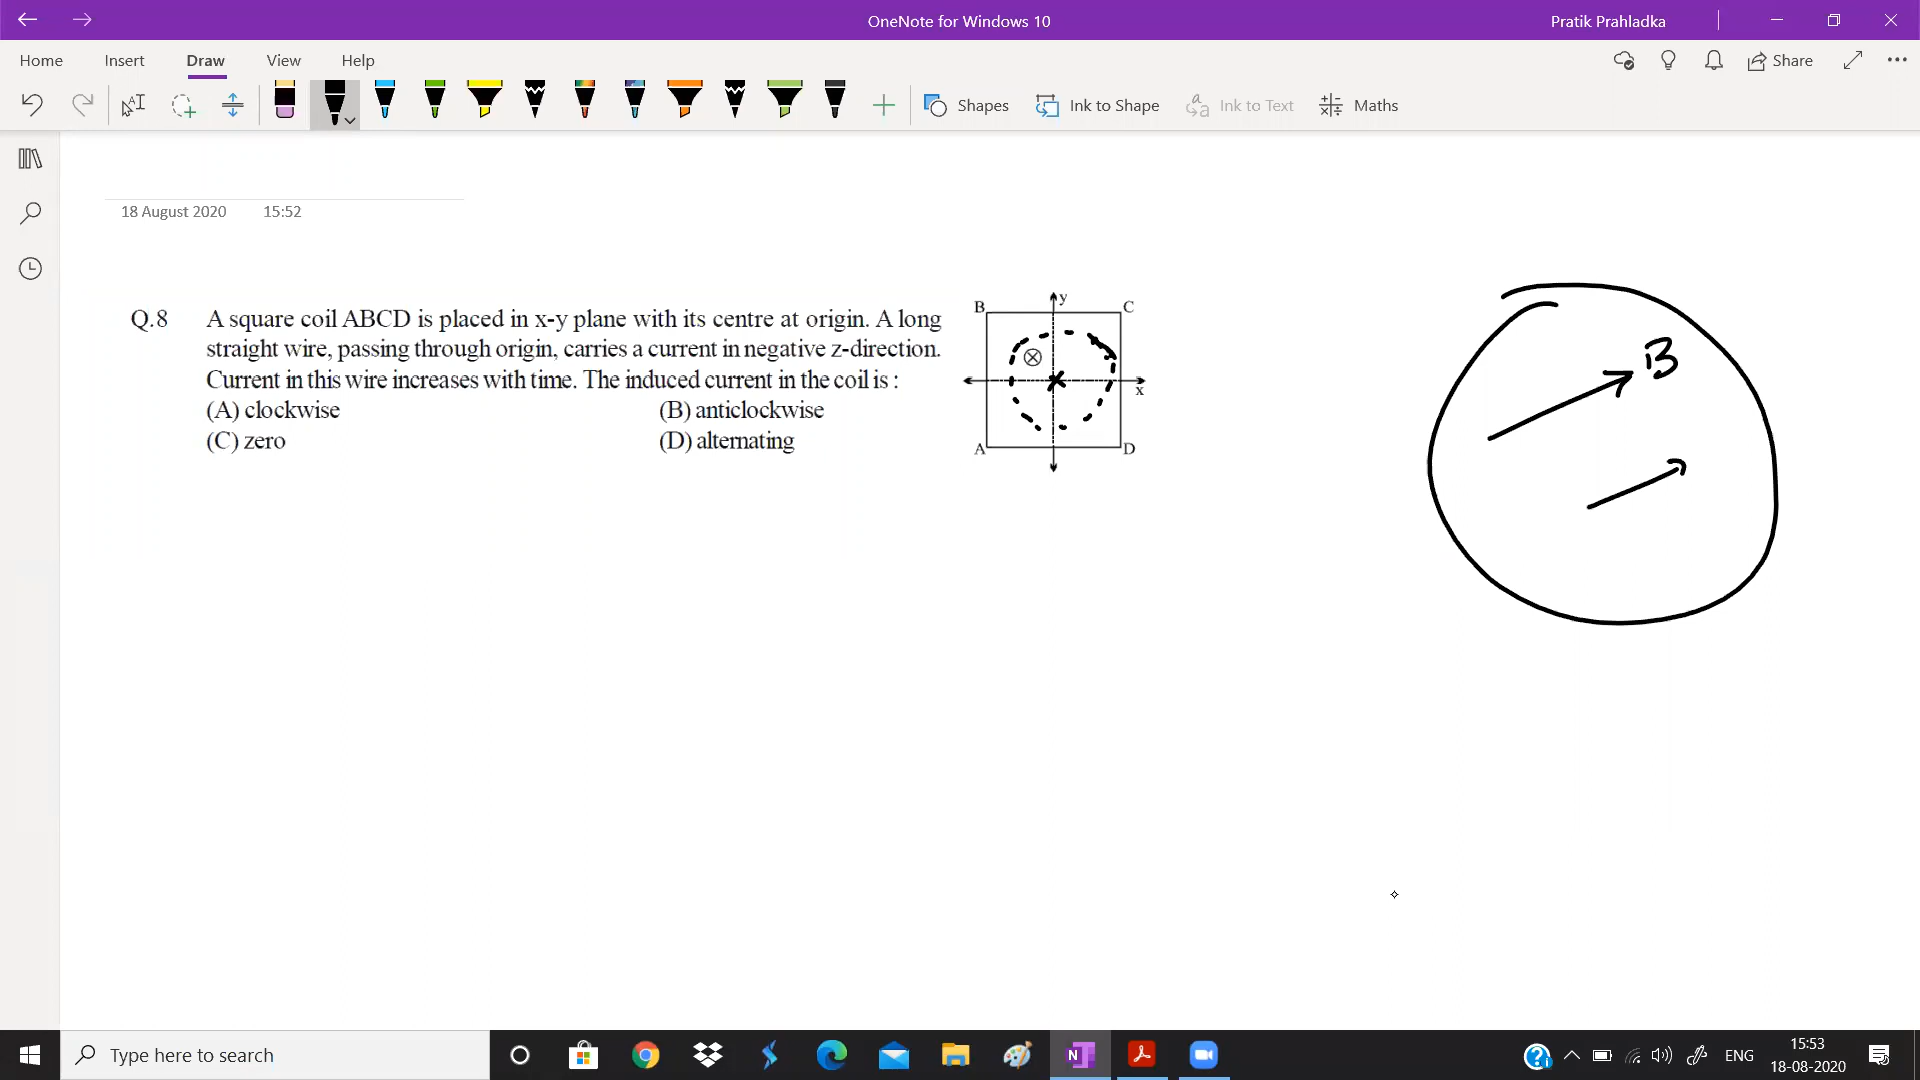 OneNote for Windows 10
Pratik Prahladka
Home Insert Draw View Help
Share
Shapes Ink to Shape Ink to Text Maths
18 August 2020 15:52
Q.8 A square coil ABCD is placed in x-y plane with its centre at origin. A long
straight wire, passing through origin, carries a current in negative z-direction.
Current in this wire increases with time. The induced current in the coil is :
(A) clockwise (B) anticlockwise
(C) zero (D) alternating
y
B C
x
A D
B
Type here to search
ENG
15:53
18-08-2020